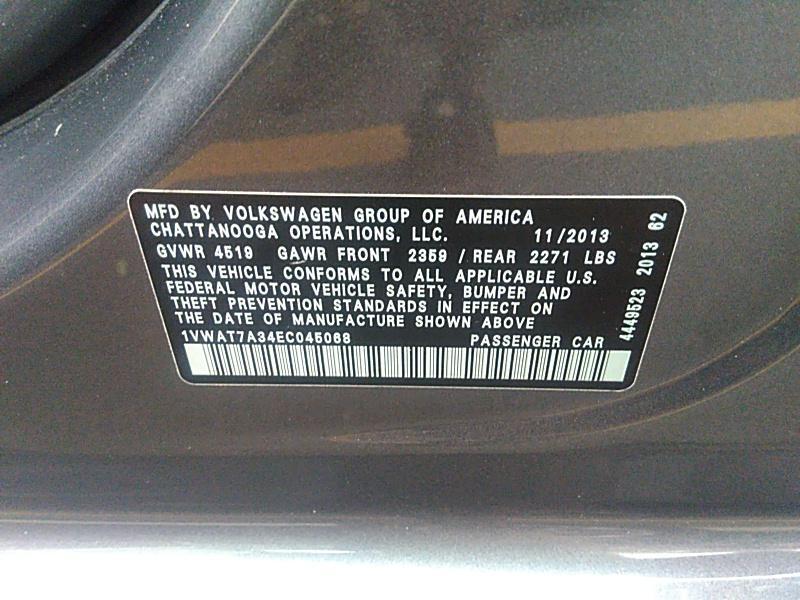 MFD BY VOLKSWAGEN GROUP OF AMERICA
CHATTANOOGA OPERATIONS, LLC. 11/2013
GVWR 4519 GAWR FRONT 2359 / REAR 2271 LBS
THIS VEHICLE CONFORMS TO ALL APPLICABLE U.S.
FEDERAL MOTOR VEHICLE SAFETY, BUMPER AND
THEFT PREVENTION STANDARDS IN EFFECT ON
THE DATE OF MANUFACTURE SHOWN ABOVE
1VWAT7A34EC045068 PASSENGER CAR
4449523 2013 62